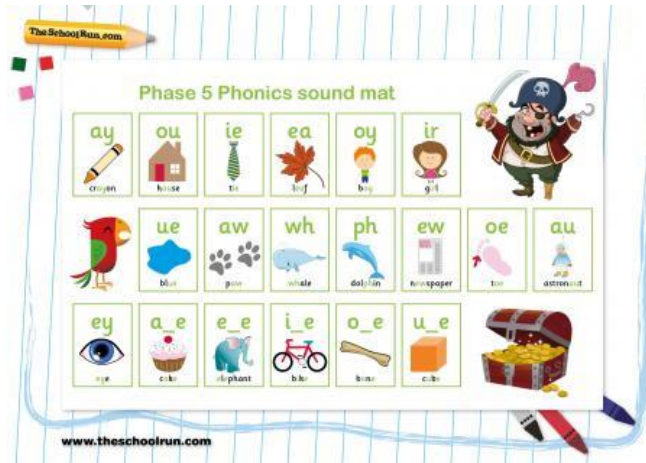 TheSchoolRun.com
Phase 5 Phonics sound mat
ay ou ie ea oy ir
crayon house tie leaf boy girl
ue aw wh ph ew oe au
blue paw whale dolphin newspaper toe astronaut
ey a_e e_e i_e o_e u_e
eye cake elephant bike bone cube
www.theschoolrun.com